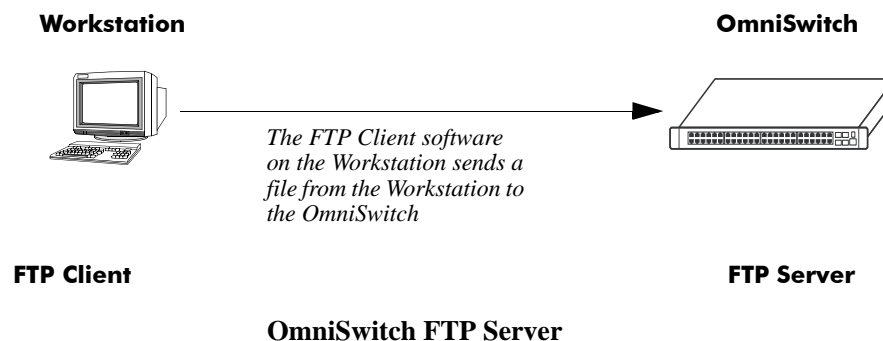 Workstation
OmniSwitch
The FTP Client software
on the Workstation sends a
file from the Workstation to
the OmniSwitch
FTP Client
FTP Server
OmniSwitch FTP Server